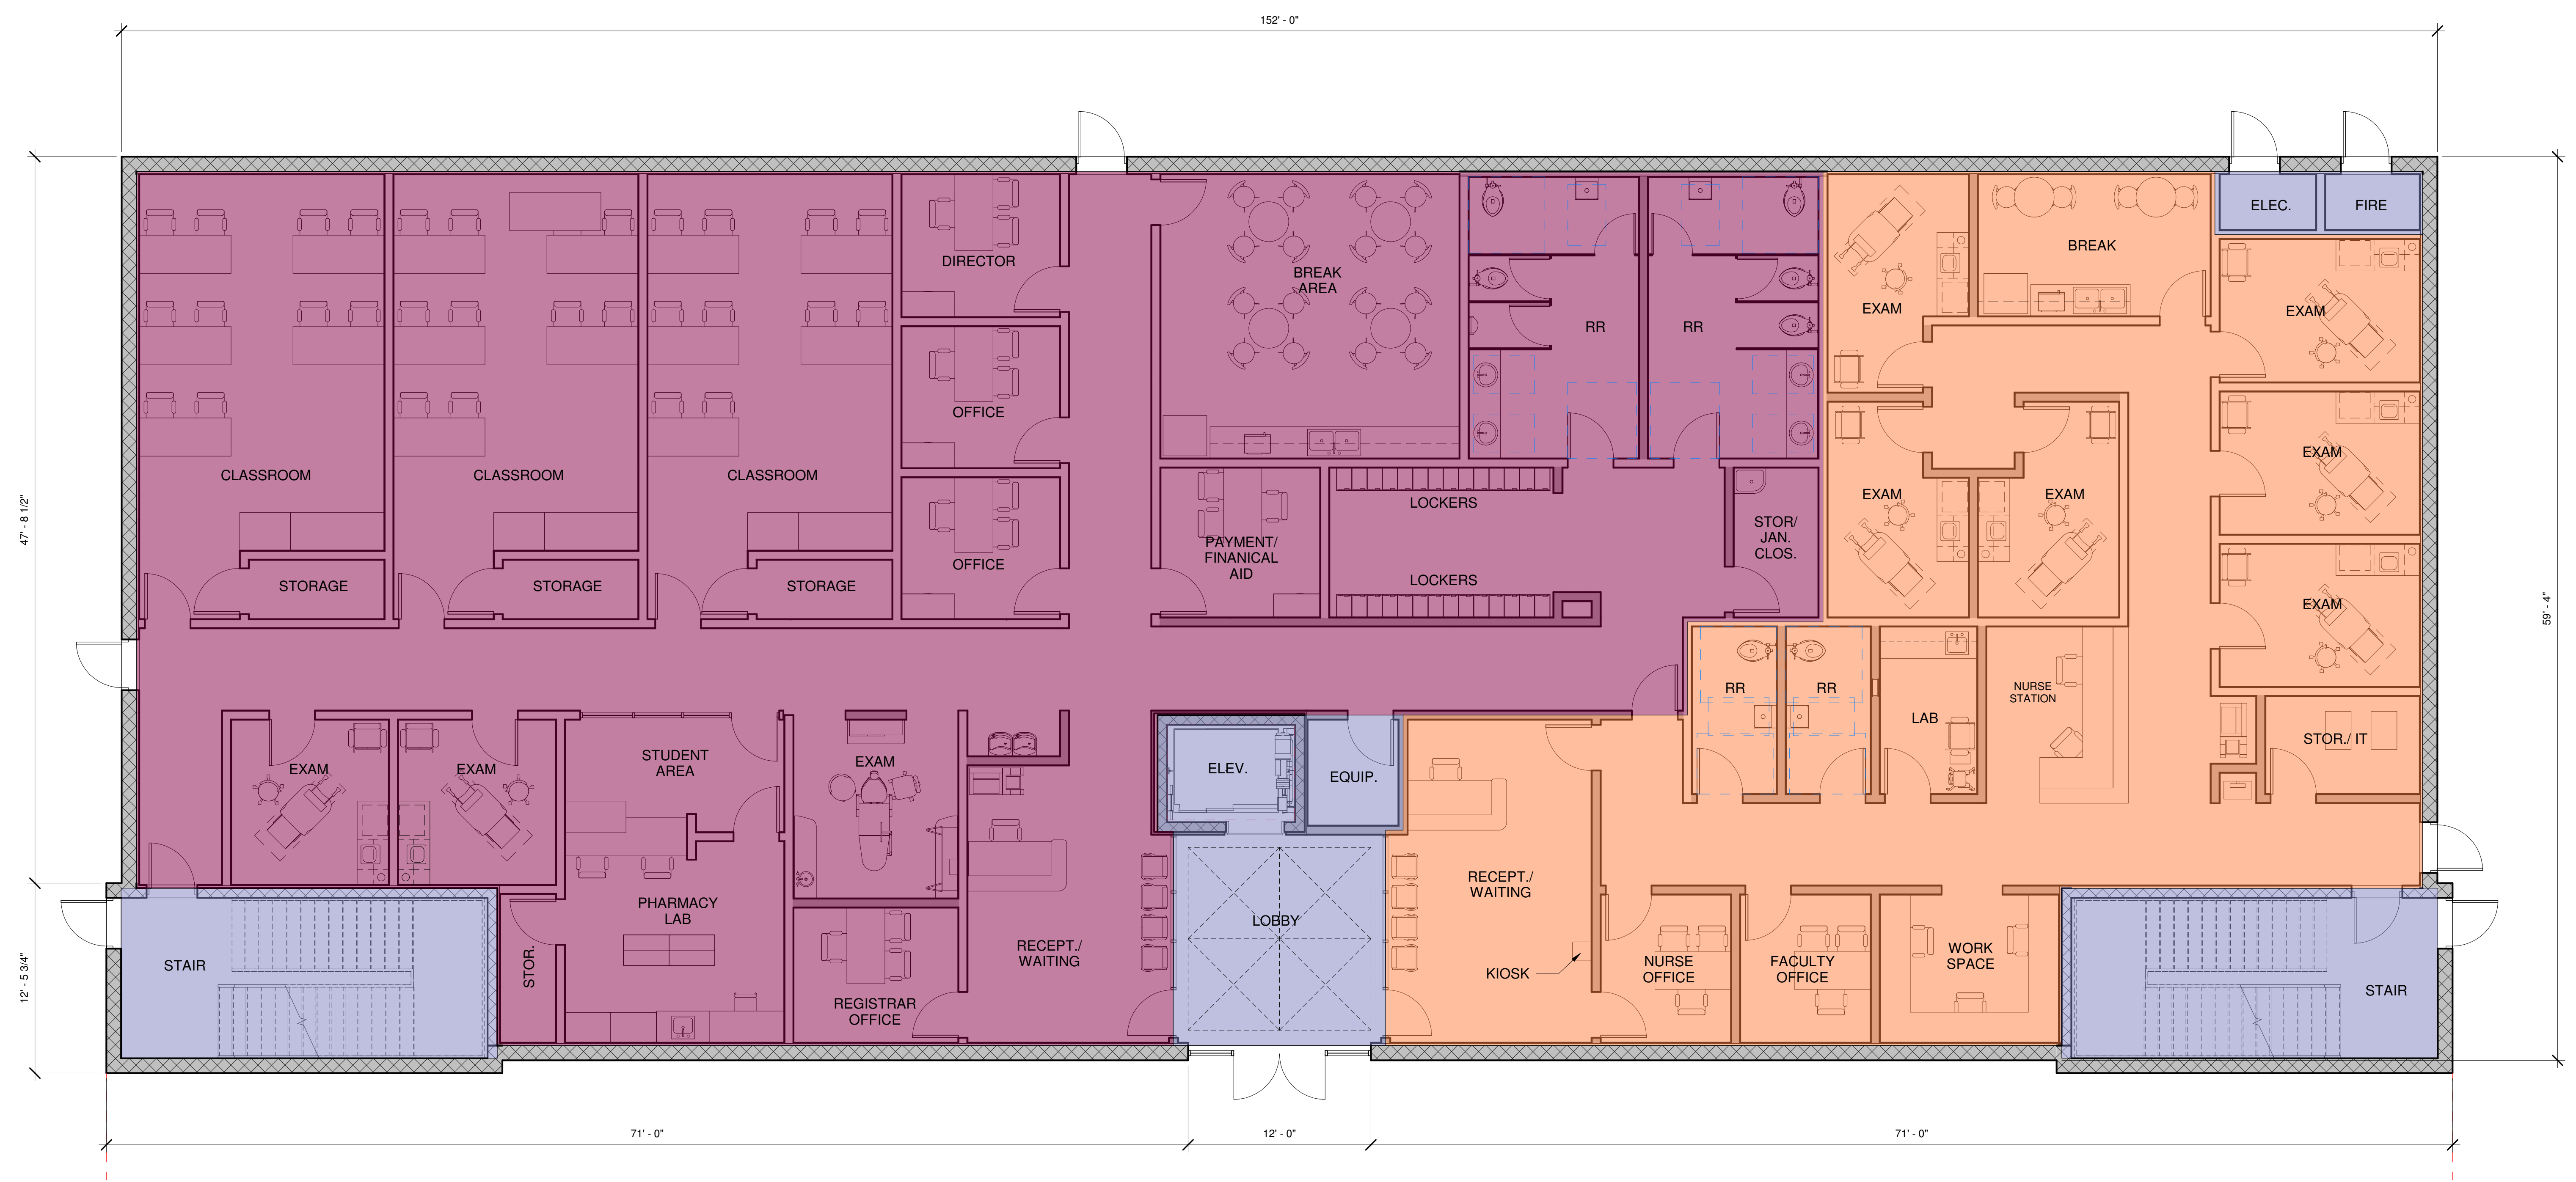 152' - 0"
ELEC.
FIRE
BREAK
DIRECTOR
BREAK
AREA
EXAM
EXAM
RR
RR
OFFICE
CLASSROOM
CLASSROOM
CLASSROOM
LOCKERS
EXAM
EXAM
EXAM
47' - 8 1/2"
STOR/
JAN.
CLOS.
PAYMENT/
FINANICAL
AID
OFFICE
STORAGE
STORAGE
STORAGE
LOCKERS
EXAM
59' - 4"
RR
RR
NURSE
STATION
LAB
STOR./ IT
STUDENT
AREA
EXAM
EXAM
EXAM
ELEV.
EQUIP.
RECEPT./
WAITING
PHARMACY
LAB
LOBBY
RECEPT./
WAITING
STAIR
STOR.
KIOSK
NURSE
OFFICE
FACULTY
OFFICE
WORK
SPACE
STAIR
12' - 5 3/4"
REGISTRAR
OFFICE
71' - 0"
12' - 0"
71' - 0"